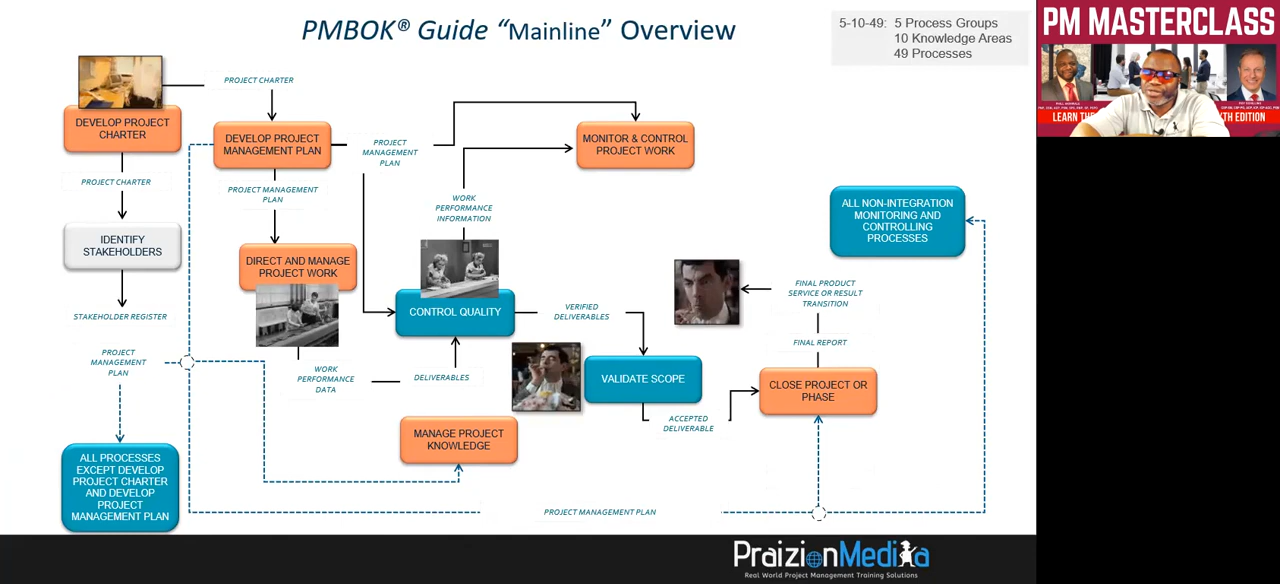 PMBOK® Guide “Mainline” Overview
5-10-49: 5 Process Groups
10 Knowledge Areas
49 Processes
PM MASTERCLASS
PROJECT CHARTER
DEVELOP PROJECT
CHARTER
DEVELOP PROJECT
MANAGEMENT PLAN
PROJECT
MANAGEMENT
PLAN
MONITOR & CONTROL
PROJECT WORK
PROJECT CHARTER
PROJECT MANAGEMENT
PLAN
WORK
PERFORMANCE
INFORMATION
ALL NON-INTEGRATION
MONITORING AND
CONTROLLING
PROCESSES
IDENTIFY
STAKEHOLDERS
DIRECT AND MANAGE
PROJECT WORK
STAKEHOLDER REGISTER
CONTROL QUALITY
VERIFIED
DELIVERABLES
FINAL PRODUCT
SERVICE OR RESULT
TRANSITION
FINAL REPORT
PROJECT
MANAGEMENT
PLAN
WORK
PERFORMANCE
DATA
DELIVERABLES
VALIDATE SCOPE
CLOSE PROJECT OR
PHASE
ACCEPTED
DELIVERABLE
MANAGE PROJECT
KNOWLEDGE
ALL PROCESSES
EXCEPT DEVELOP
PROJECT CHARTER
AND DEVELOP
PROJECT
MANAGEMENT PLAN
PROJECT MANAGEMENT PLAN
PraizionMedia
Real World Project Management Training Solutions